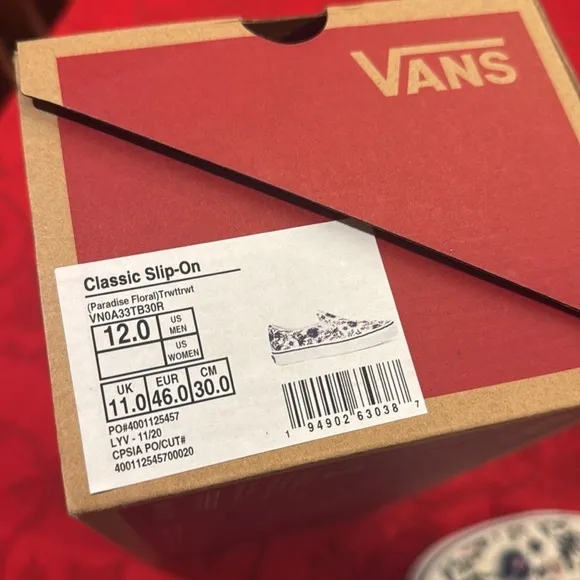 VANS
Classic Slip-On
(Paradise Floral)Trwttrwt
VN0A33TB30R
12.0 US MEN
US WOMEN
UK EUR CM
11.0 46.0 30.0
PO#4001125457
LYV - 11/20
CPSIA PO/CUT#
400112545700020
1 94902 63038 7